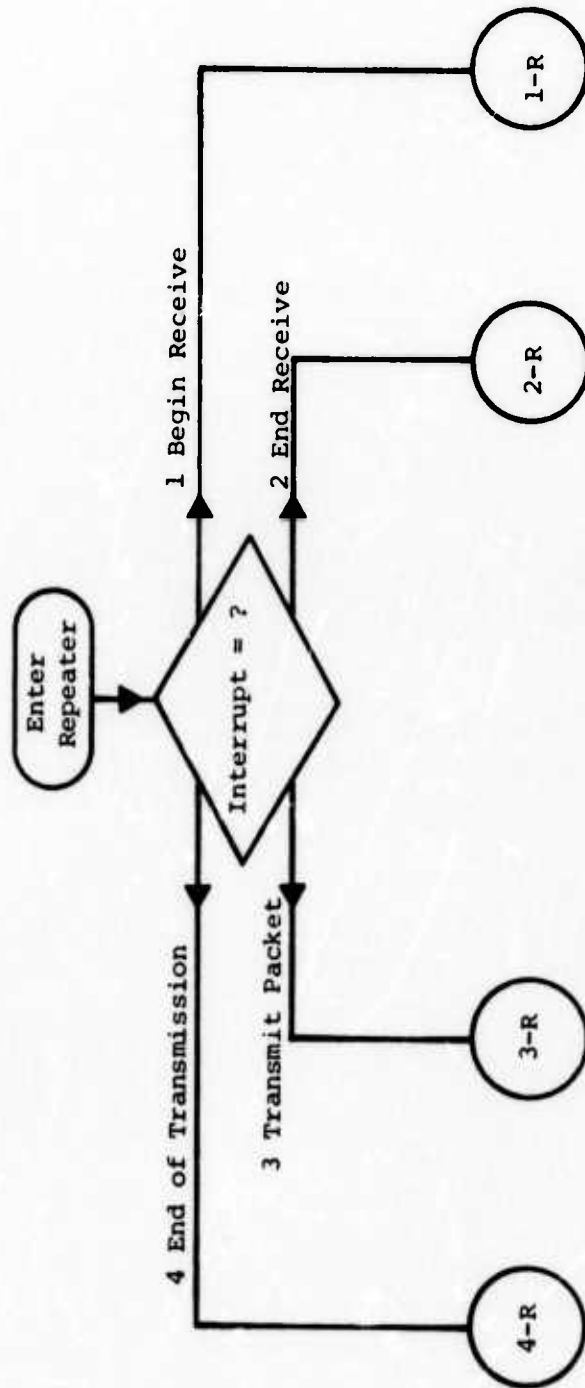 Enter
Repeater
Interrupt = ?
4 End of Transmission
1 Begin Receive
3 Transmit Packet
2 End Receive
4-R
3-R
2-R
1-R